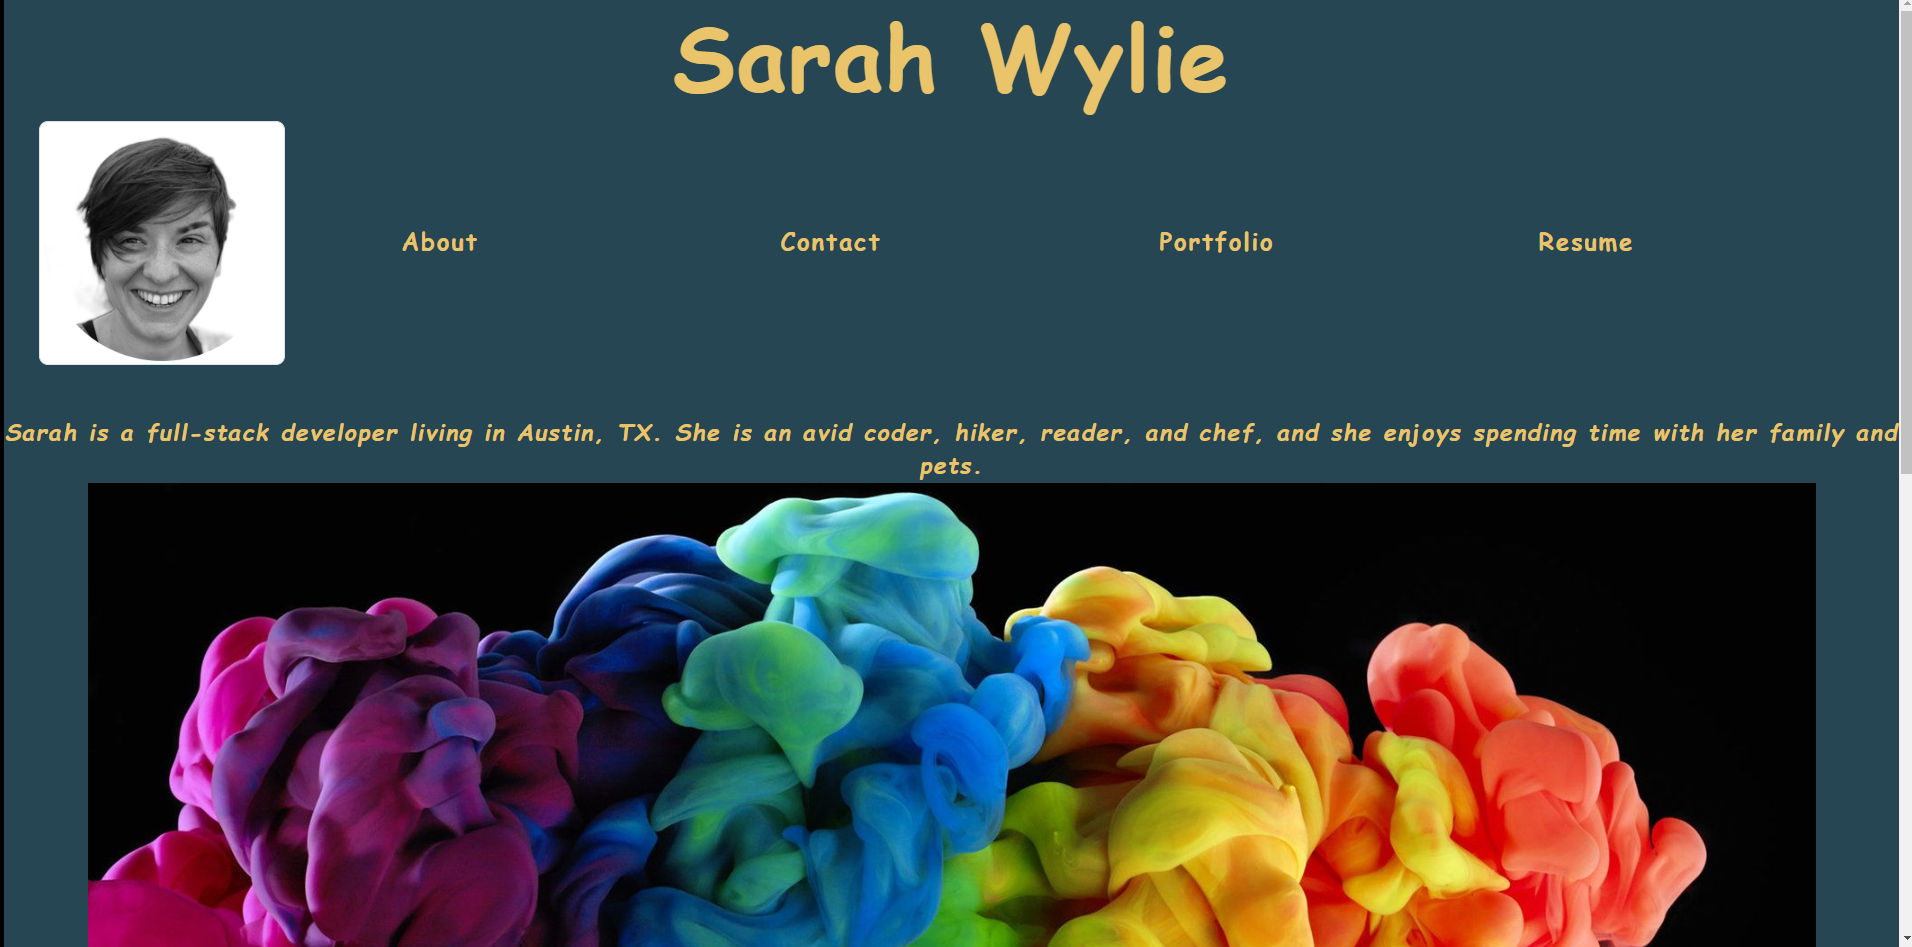 Sarah Wylie
About
Contact
Portfolio
Resume
Sarah is a full-stack developer living in Austin, TX. She is an avid coder, hiker, reader, and chef, and she enjoys spending time with her family and
pets.